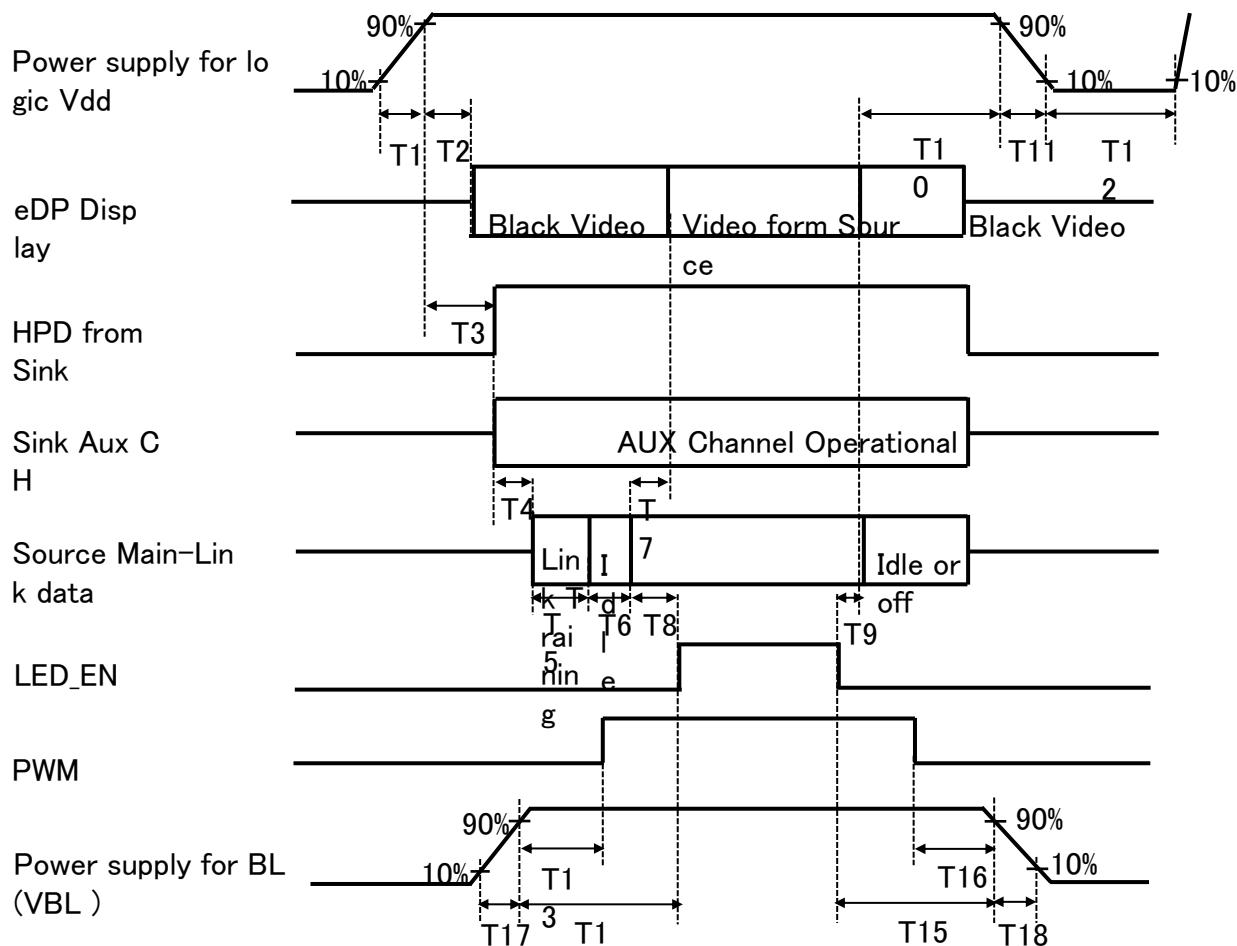 90%
90%
Power supply for lo
gic Vdd
10%
10%
10%
T1
T2
T1
0
T11
T1
2
eDP Disp
lay
Black Video
Video form Sour
ce
Black Video
HPD from
Sink
T3
Sink Aux C
H
AUX Channel Operational
T4
T
7
Source Main-Lin
k data
Lin
k T
rai
nin
g
I
d
l
e
Idle or
off
T
5
T6
T8
T9
LED_EN
PWM
90%
90%
Power supply for BL
(VBL )
10%
10%
T1
3
T16
T17
T1
T15
T18